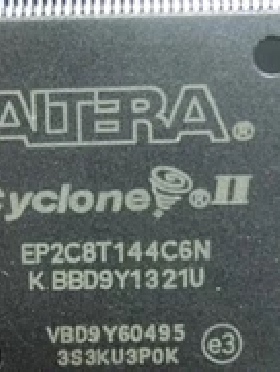 ALTERA®
Cyclone®II
EP2C8T144C6N
K BBD9Y1321U
VBD9Y60495
3S3KU3P0K
e3